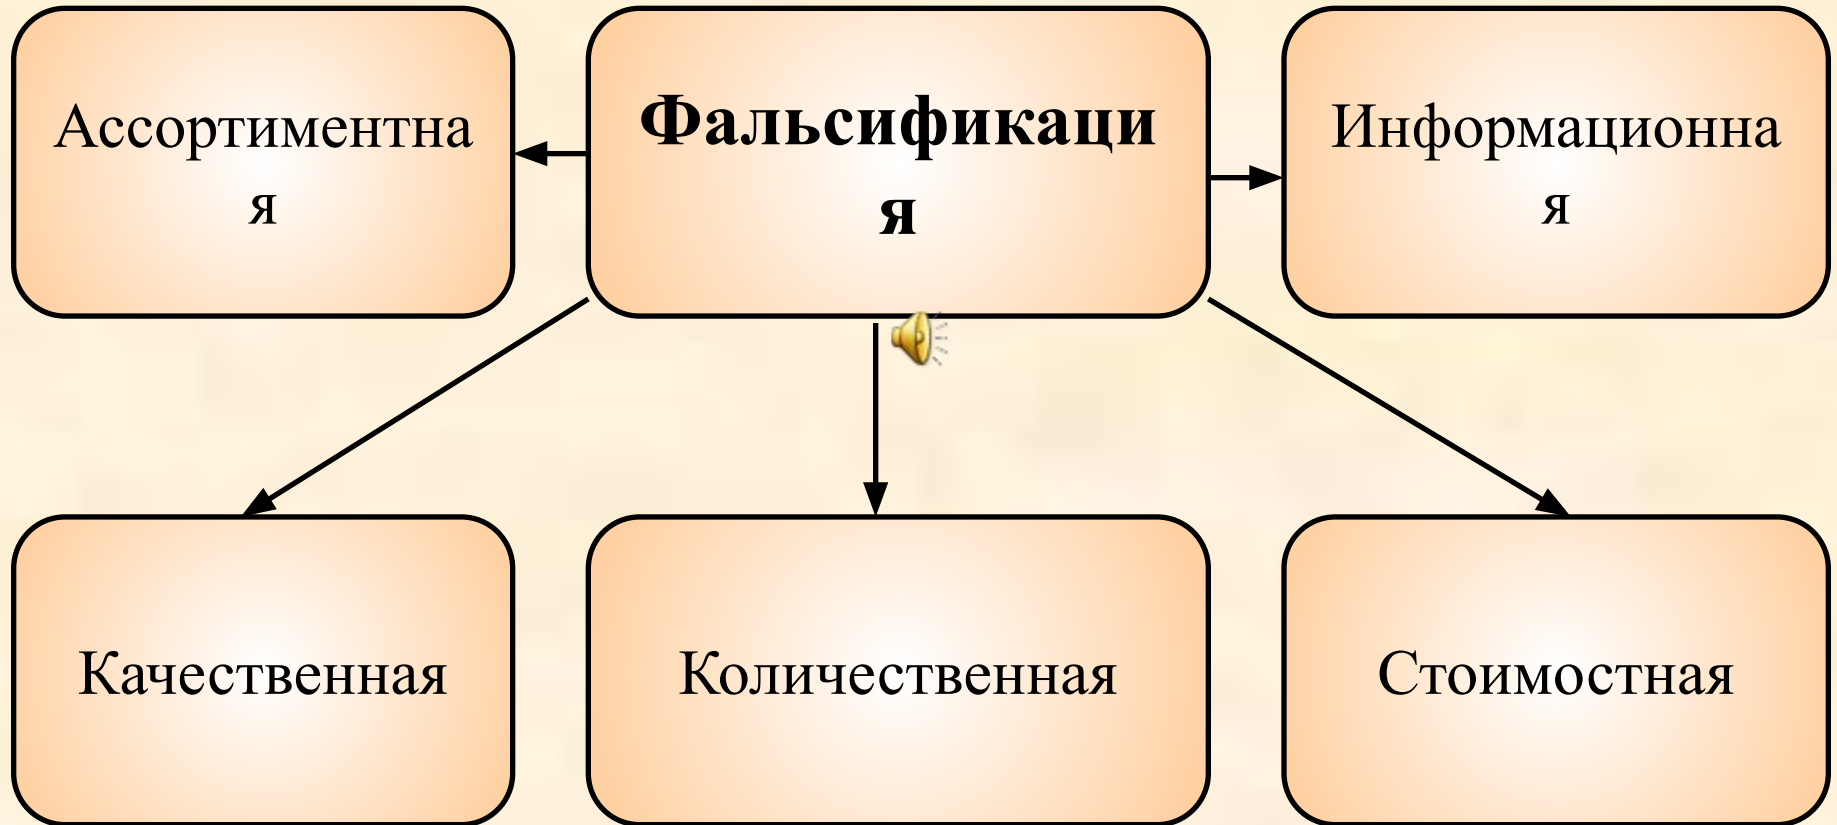 Ассортиментна
я
Фальсификаци
я
Информационна
я
Качественная
Количественная
Стоимостная